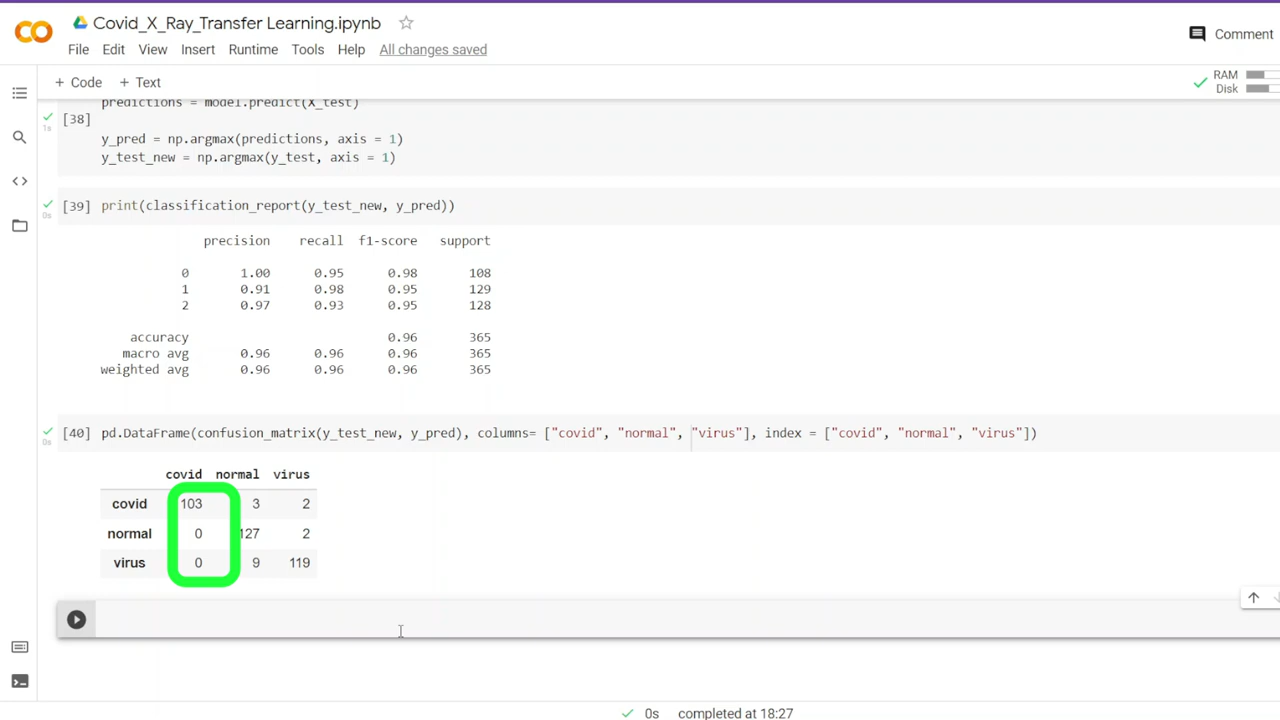 Covid_X_Ray_Transfer Learning.ipynb
Comment
File Edit View Insert Runtime Tools Help All changes saved
+ Code + Text
RAM
Disk
predictions = model.predict(X_test)
[38]
1s
y_pred = np.argmax(predictions, axis = 1)
y_test_new = np.argmax(y_test, axis = 1)
[39] print(classification_report(y_test_new, y_pred))
0s
precision recall f1-score support
0 1.00 0.95 0.98 108
1 0.91 0.98 0.95 129
2 0.97 0.93 0.95 128
accuracy 0.96 365
macro avg 0.96 0.96 0.96 365
weighted avg 0.96 0.96 0.96 365
[40] pd.DataFrame(confusion_matrix(y_test_new, y_pred), columns= ["covid", "normal", "virus"], index = ["covid", "normal", "virus"])
0s
covid normal virus
covid 103 3 2
normal 0 127 2
virus 0 9 119
0s completed at 18:27